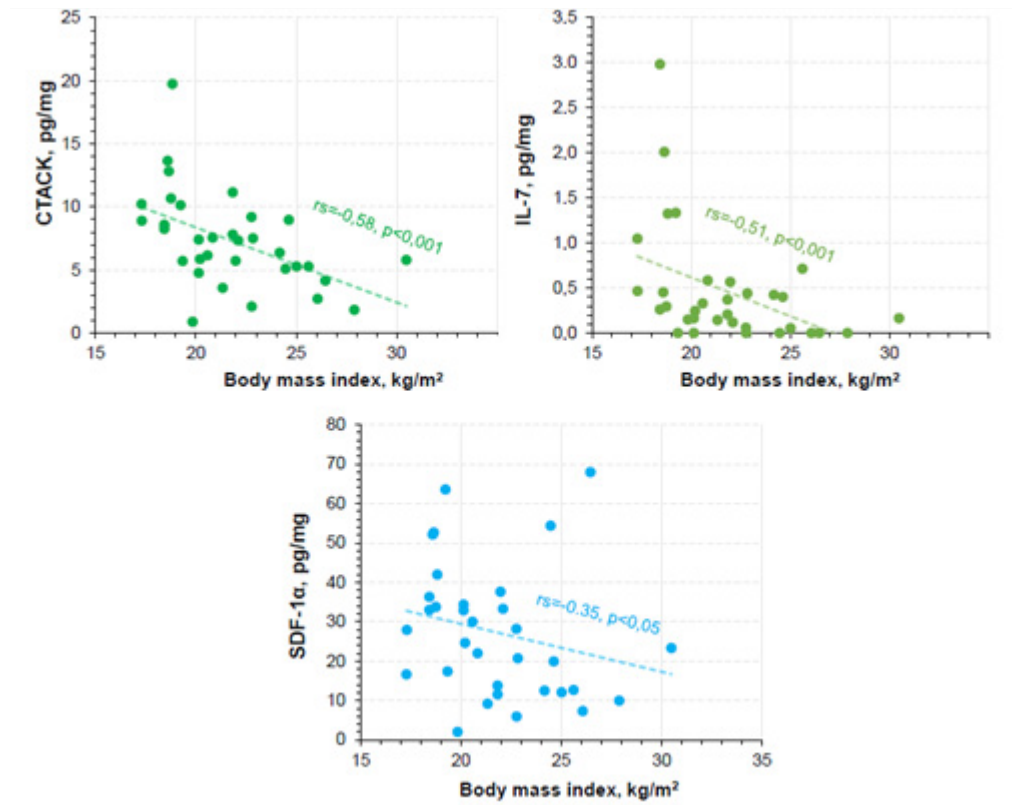 25
20
15
10
5
0
CTACK, pg/mg
rs=-0,58, p<0,001
15 20 25 30
Body mass index, kg/m²
3.5
3.0
2.5
2,0
1.5
1.0
0.5
0.0
IL-7, pg/mg
rs=-0,51, p<0,001
15 20 25 30
Body mass index, kg/m²
80
70
60
50
40
30
20
10
0
SDF-1α, pg/mg
rs=-0.35, p<0,05
15 20 25 30 35
Body mass index, kg/m²